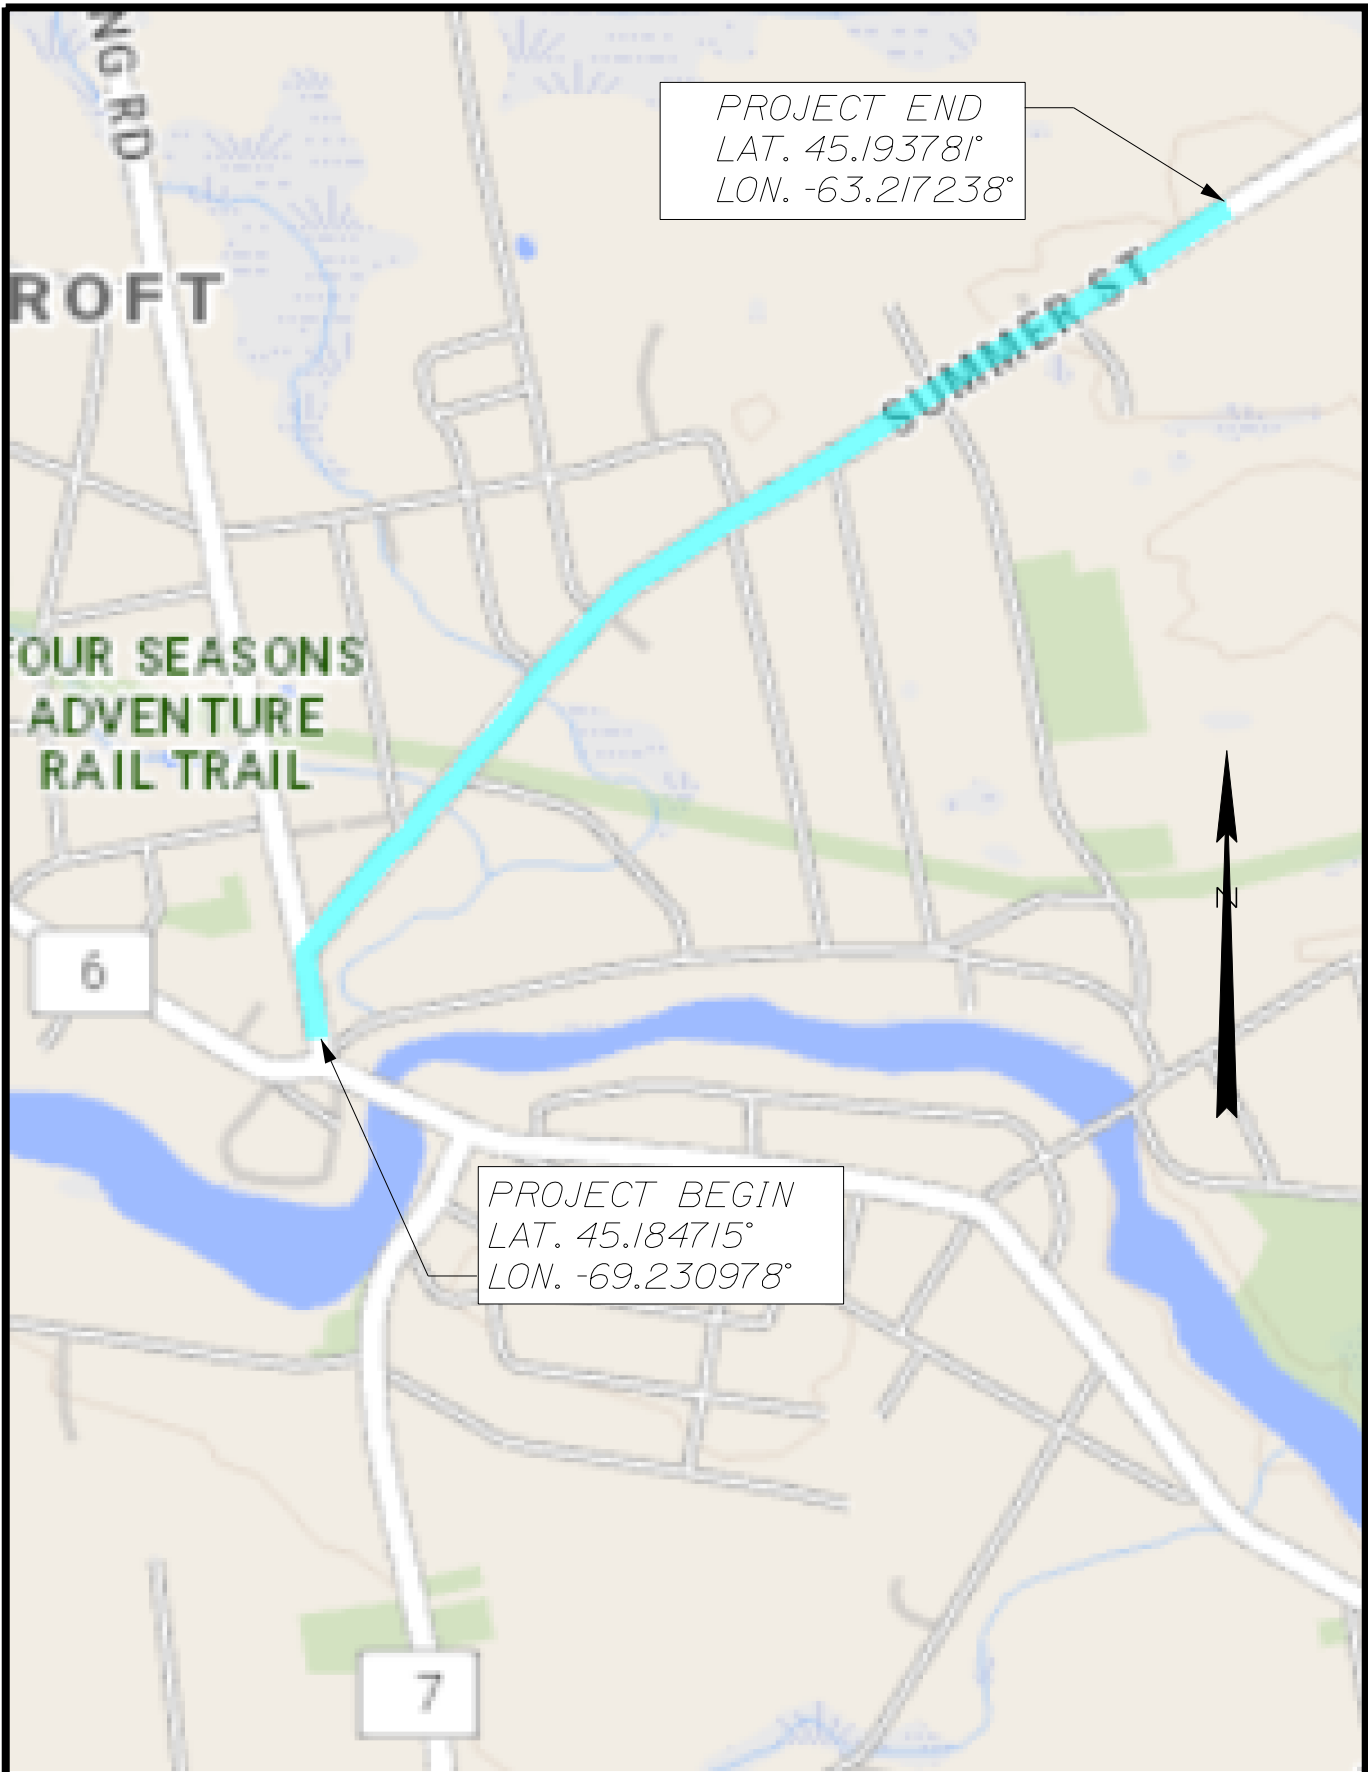 NG RD
PROJECT END
LAT. 45.193781°
LON. -63.217238°
ROFT
SUMMER ST
FOUR SEASONS
ADVENTURE
RAIL TRAIL
N
6
PROJECT BEGIN
LAT. 45.184715°
LON. -69.230978°
7